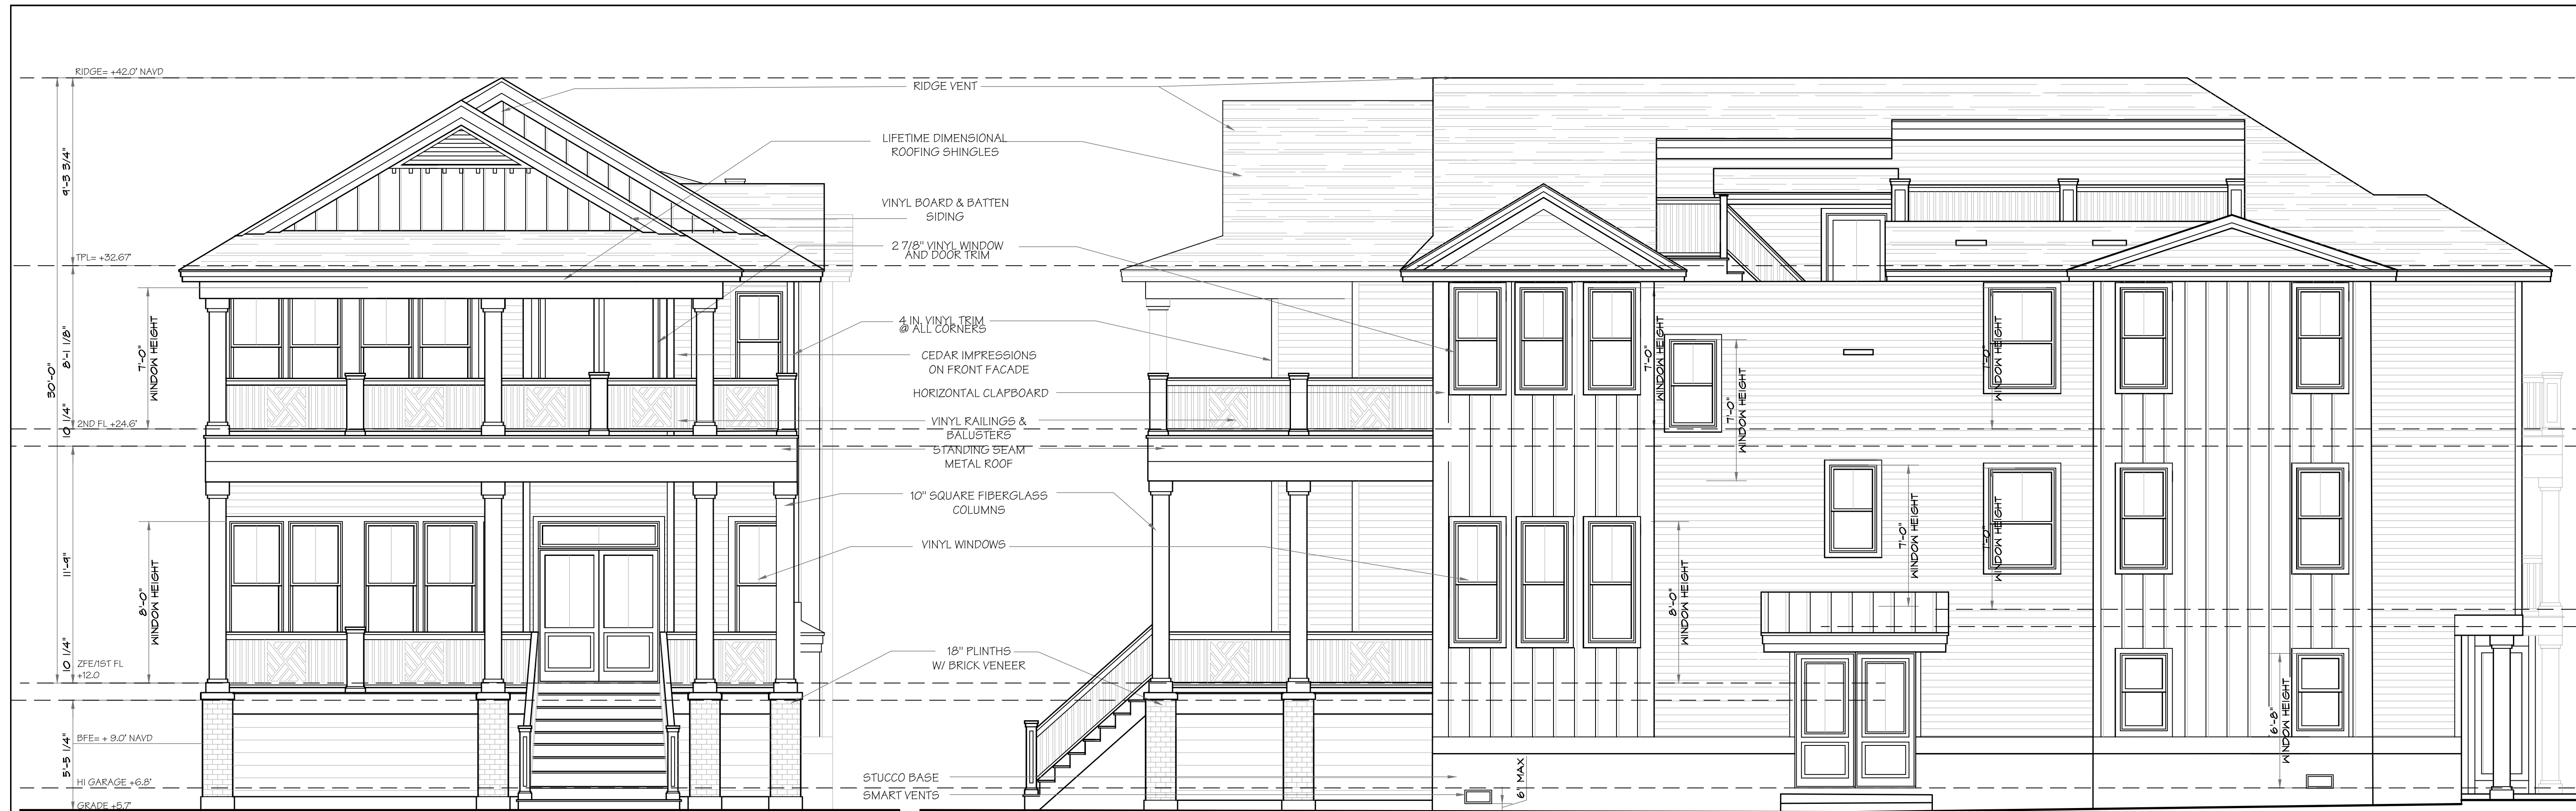 RIDGE= +42.0' NAVD
9'-3 3/4"
TPL= +32.67'
30'-0"
8'-1 1/8"
7'-0"
WINDOW HEIGHT
10 1/4"
2ND FL +24.6'
11'-9"
8'-0"
WINDOW HEIGHT
10 1/4"
ZFE/1ST FL
+12.0
5'-5 1/4"
BFE= + 9.0' NAVD
HI GARAGE +6.8'
GRADE +5.7'
RIDGE VENT
LIFETIME DIMENSIONAL
ROOFING SHINGLES
VINYL BOARD & BATTEN
SIDING
2 7/8" VINYL WINDOW
AND DOOR TRIM
4 IN. VINYL TRIM
@ ALL CORNERS
CEDAR IMPRESSIONS
ON FRONT FACADE
HORIZONTAL CLAPBOARD
VINYL RAILINGS &
BALUSTERS
STANDING SEAM
METAL ROOF
10" SQUARE FIBERGLASS
COLUMNS
VINYL WINDOWS
18" PLINTHS
W/ BRICK VENEER
STUCCO BASE
SMART VENTS
6" MAX
7'-0"
WINDOW HEIGHT
7'-0"
WINDOW HEIGHT
8'-0"
WINDOW HEIGHT
7'-0"
WINDOW HEIGHT
7'-0"
WINDOW HEIGHT
7'-0"
WINDOW HEIGHT
6'-8"
WINDOW HEIGHT